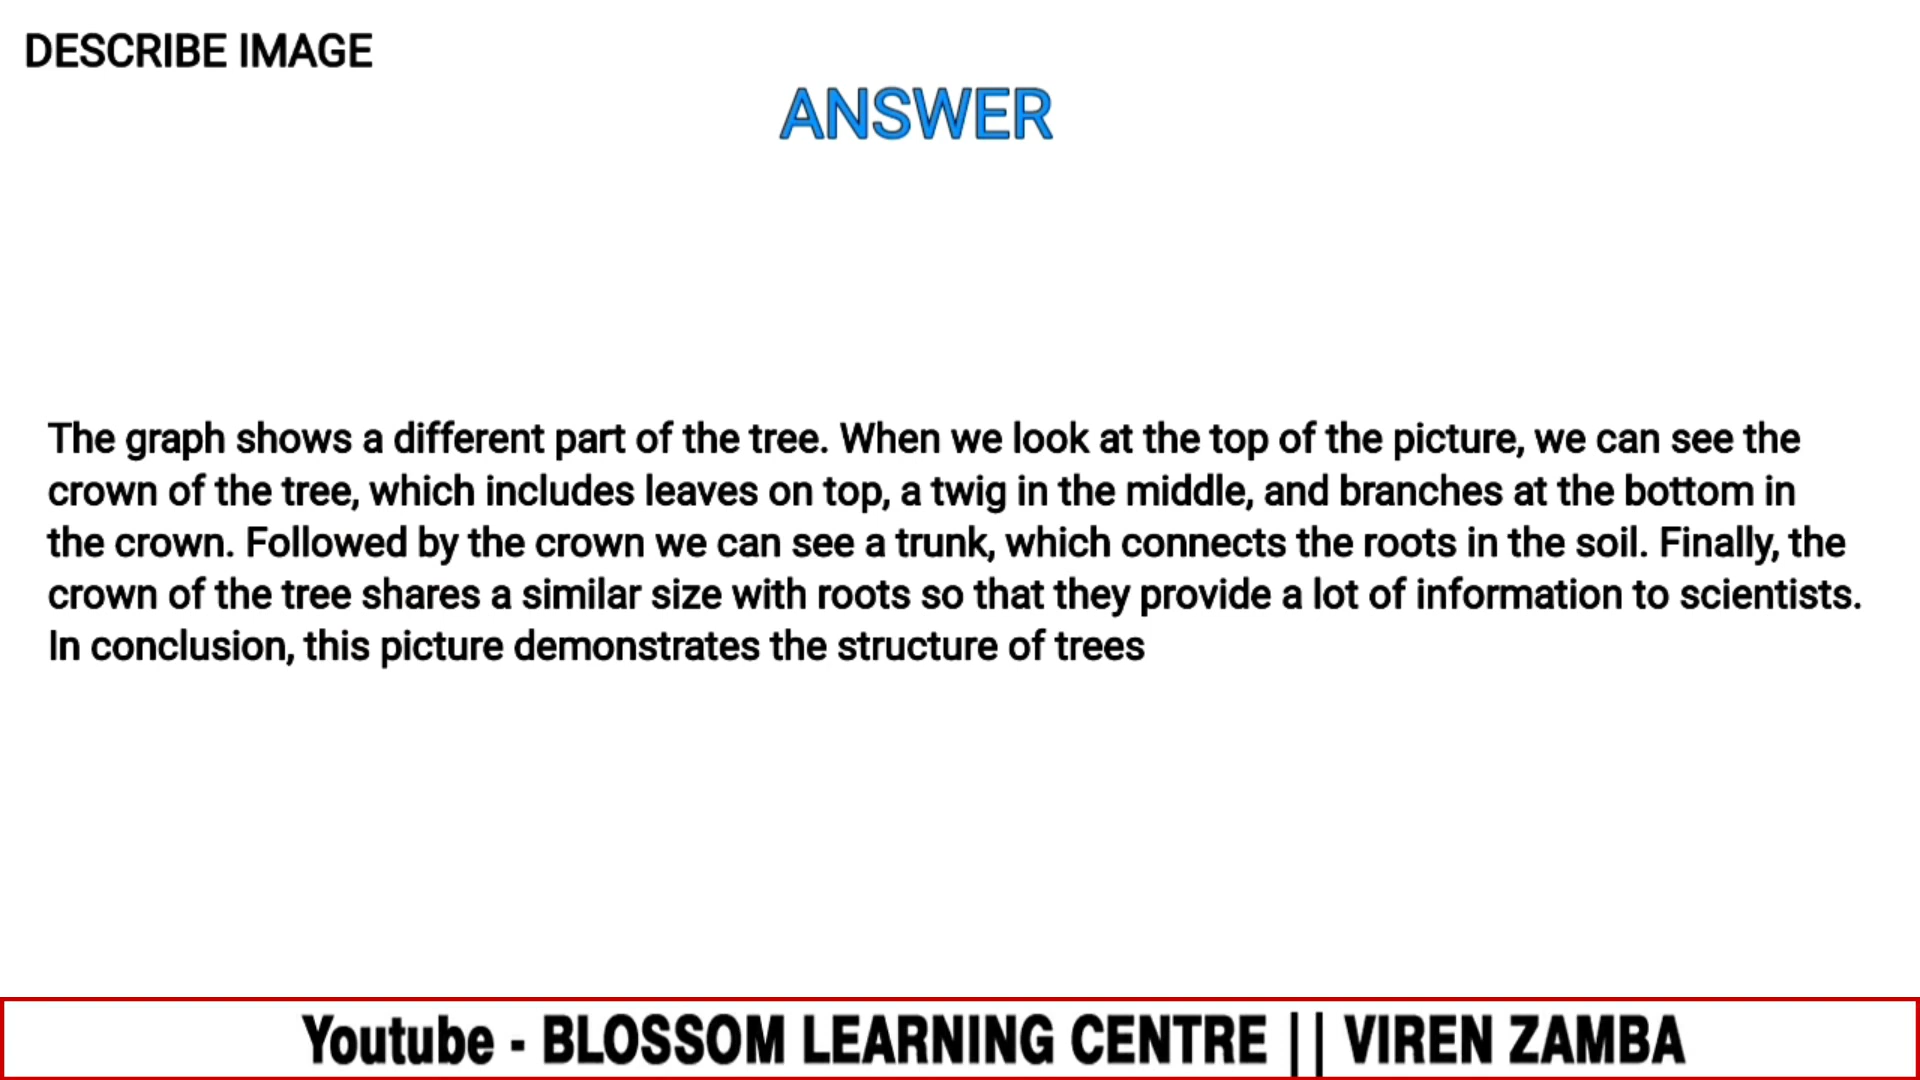 DESCRIBE IMAGE
ANSWER
The graph shows a different part of the tree. When we look at the top of the picture, we can see the
crown of the tree, which includes leaves on top, a twig in the middle, and branches at the bottom in
the crown. Followed by the crown we can see a trunk, which connects the roots in the soil. Finally, the
crown of the tree shares a similar size with roots so that they provide a lot of information to scientists.
In conclusion, this picture demonstrates the structure of trees
Youtube - BLOSSOM LEARNING CENTRE || VIREN ZAMBA